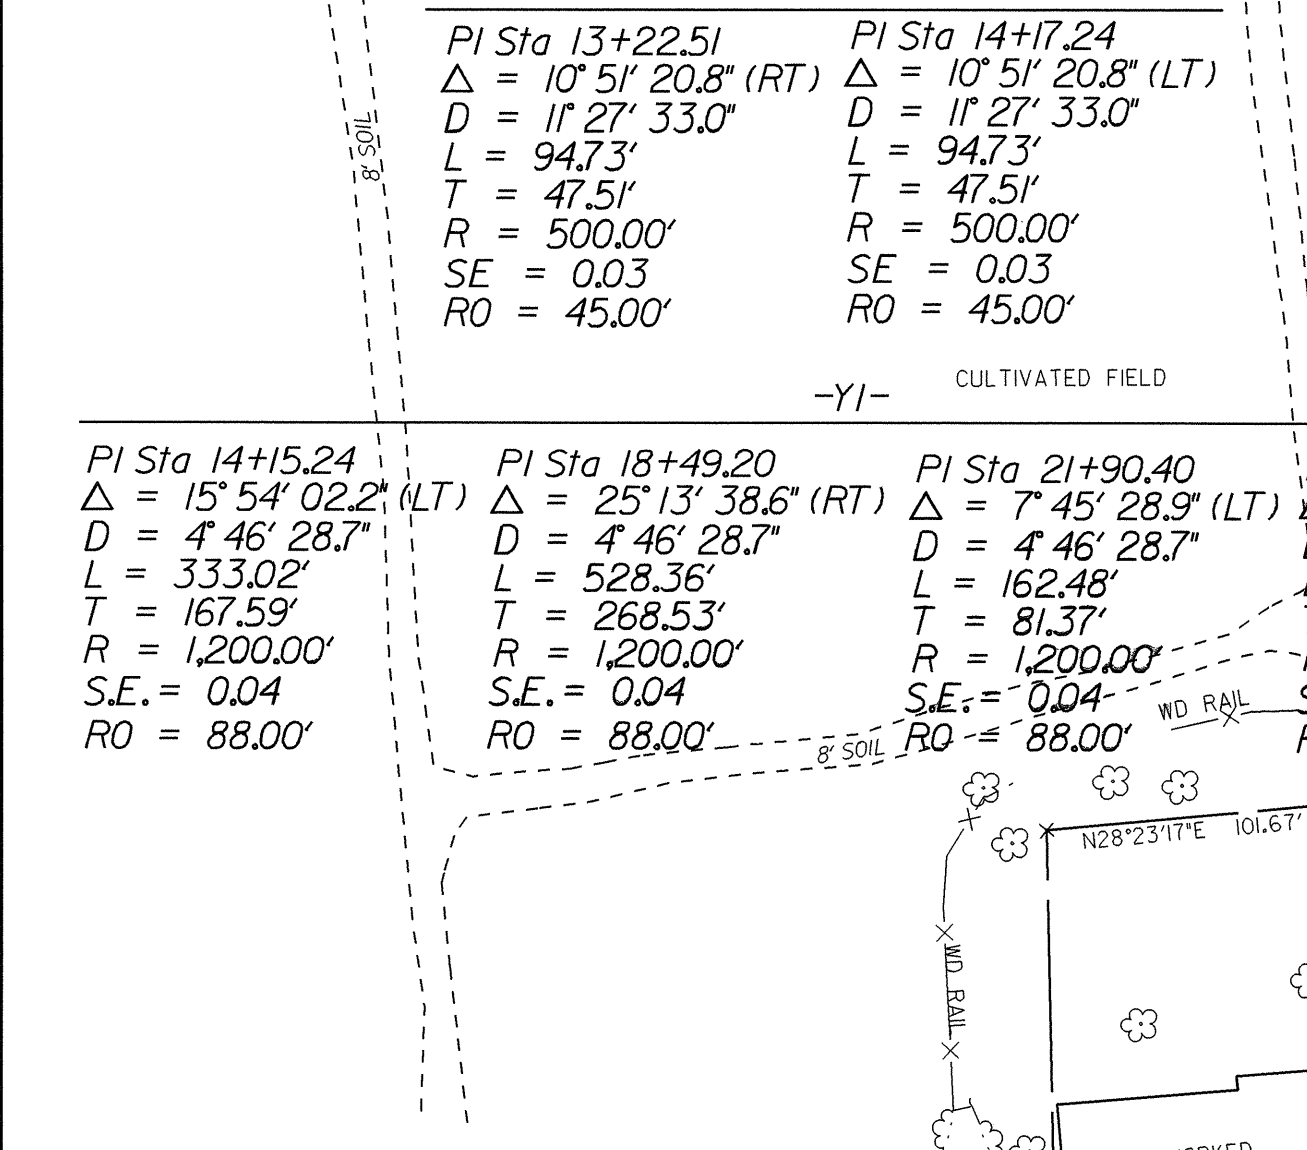 PI Sta 13+22.51
Δ = 10° 51' 20.8" (RT)
D = 11° 27' 33.0"
L = 94.73'
T = 47.51'
R = 500.00'
SE = 0.03
RO = 45.00'
PI Sta 14+17.24
Δ = 10° 51' 20.8" (LT)
D = 11° 27' 33.0"
L = 94.73'
T = 47.51'
R = 500.00'
SE = 0.03
RO = 45.00'
8' SOIL
CULTIVATED FIELD
-Y1-
PI Sta 14+15.24
Δ = 15° 54' 02.2" (LT)
D = 4° 46' 28.7"
L = 333.02'
T = 167.59'
R = 1,200.00'
S.E. = 0.04
RO = 88.00'
PI Sta 18+49.20
Δ = 25° 13' 38.6" (RT)
D = 4° 46' 28.7"
L = 528.36'
T = 268.53'
R = 1,200.00'
S.E. = 0.04
RO = 88.00'
PI Sta 21+90.40
Δ = 7° 45' 28.9" (LT)
D = 4° 46' 28.7"
L = 162.48'
T = 81.37'
R = 1,200.00'
S.E. = 0.04
RO = 88.00'
8' SOIL
WD RAIL
N28°23'17"E 101.67'
WD RAIL